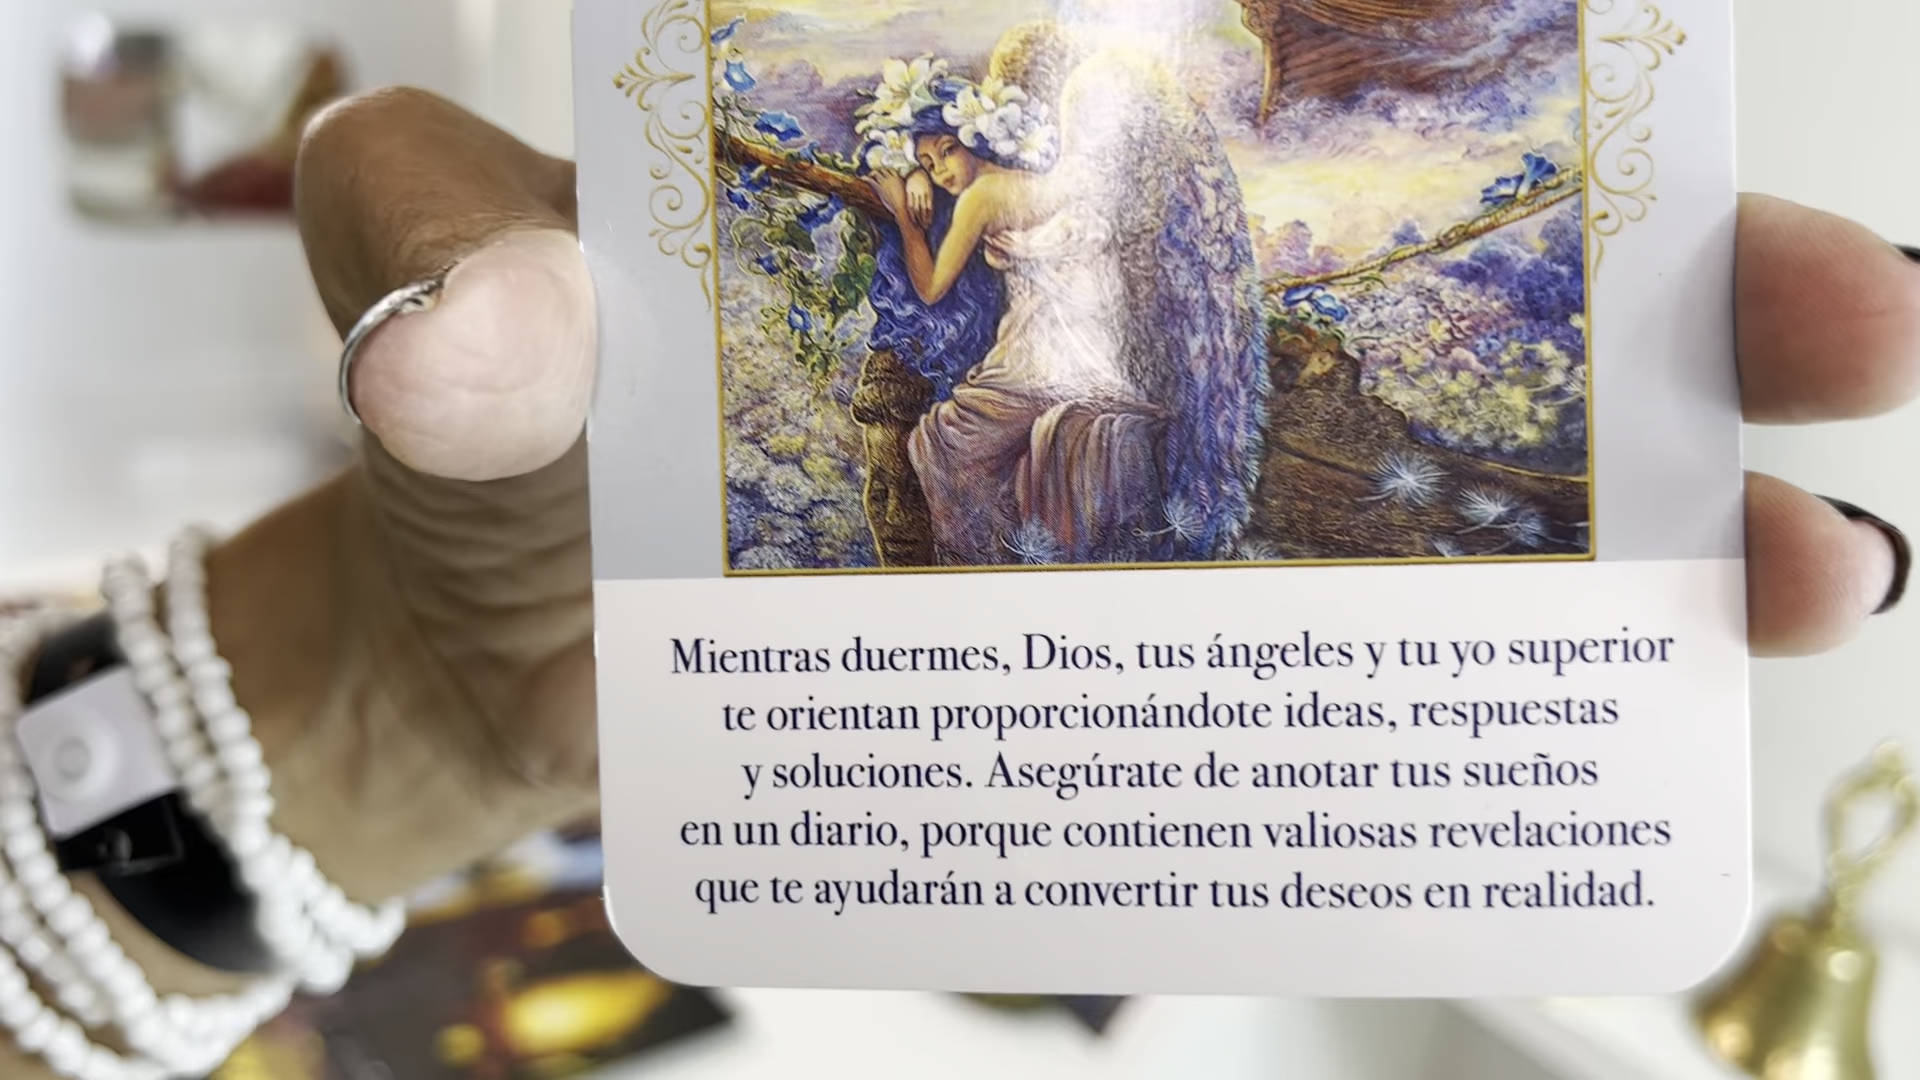 Mientras duermes, Dios, tus ángeles y tu yo superior
te orientan proporcionándote ideas, respuestas
y soluciones. Asegúrate de anotar tus sueños
en un diario, porque contienen valiosas revelaciones
que te ayudarán a convertir tus deseos en realidad.